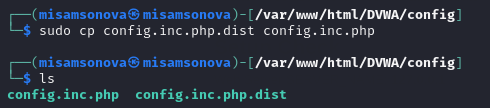 ┌──(misamsonova㉿misamsonova)-[/var/www/html/DVWA/config]
└─$ sudo cp config.inc.php.dist config.inc.php
┌──(misamsonova㉿misamsonova)-[/var/www/html/DVWA/config]
└─$ ls
config.inc.php  config.inc.php.dist